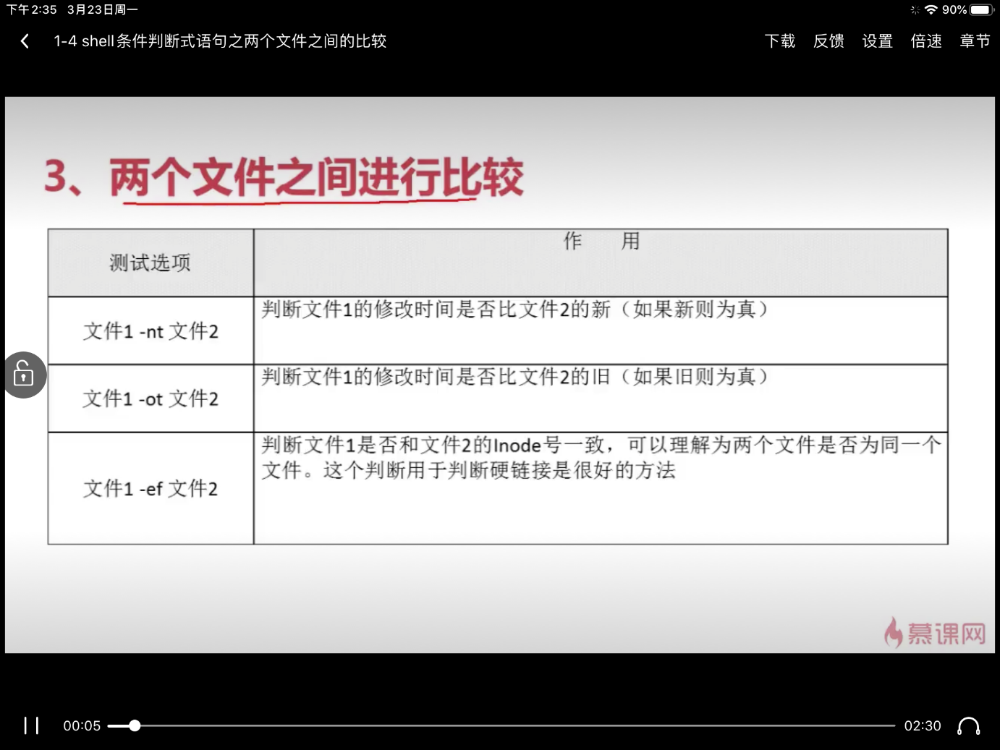 下午2:35 3月23日周一 90%
1-4 shell条件判断式语句之两个文件之间的比较 下载 反馈 设置 倍速 章节
3、两个文件之间进行比较
测试选项 作 用
文件1 -nt 文件2 判断文件1的修改时间是否比文件2的新（如果新则为真）
文件1 -ot 文件2 判断文件1的修改时间是否比文件2的旧（如果旧则为真）
文件1 -ef 文件2 判断文件1是否和文件2的Inode号一致，可以理解为两个文件是否为同一个
文件。这个判断用于判断硬链接是很好的方法
慕课网
00:05 02:30